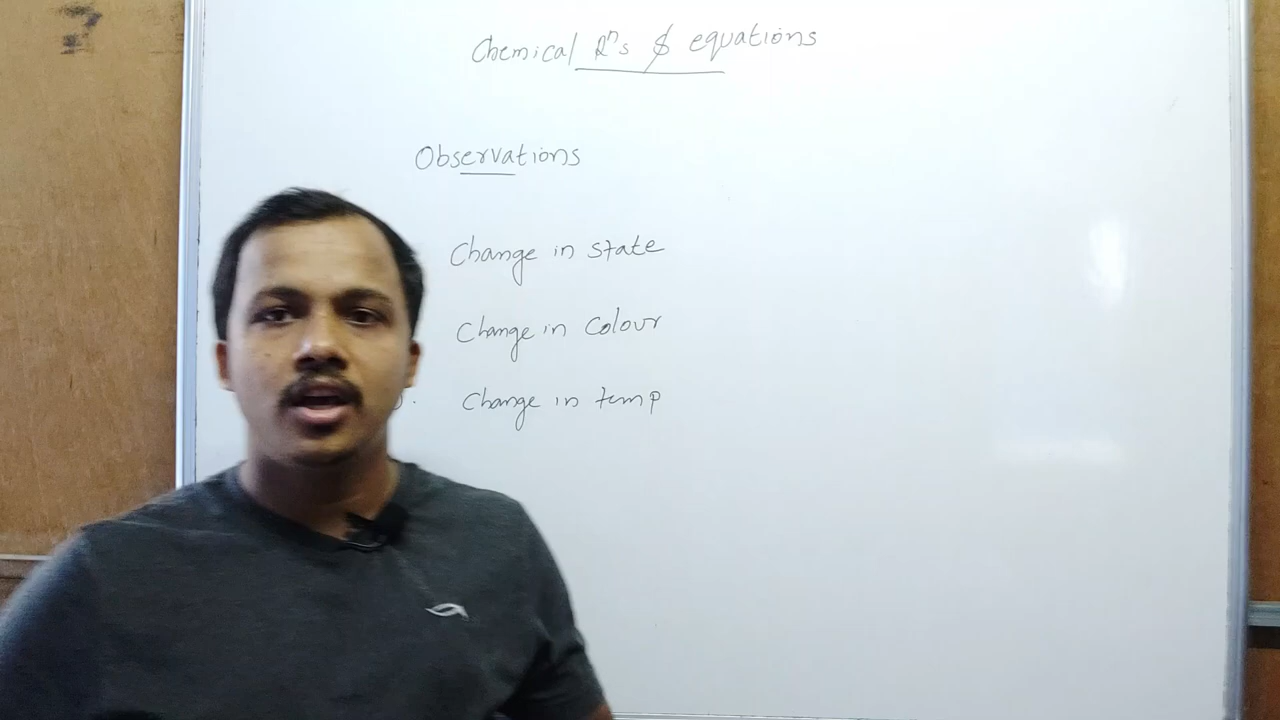 Chemical Rⁿs & equations
Observations
Change in state
Change in Colour
Change in temp